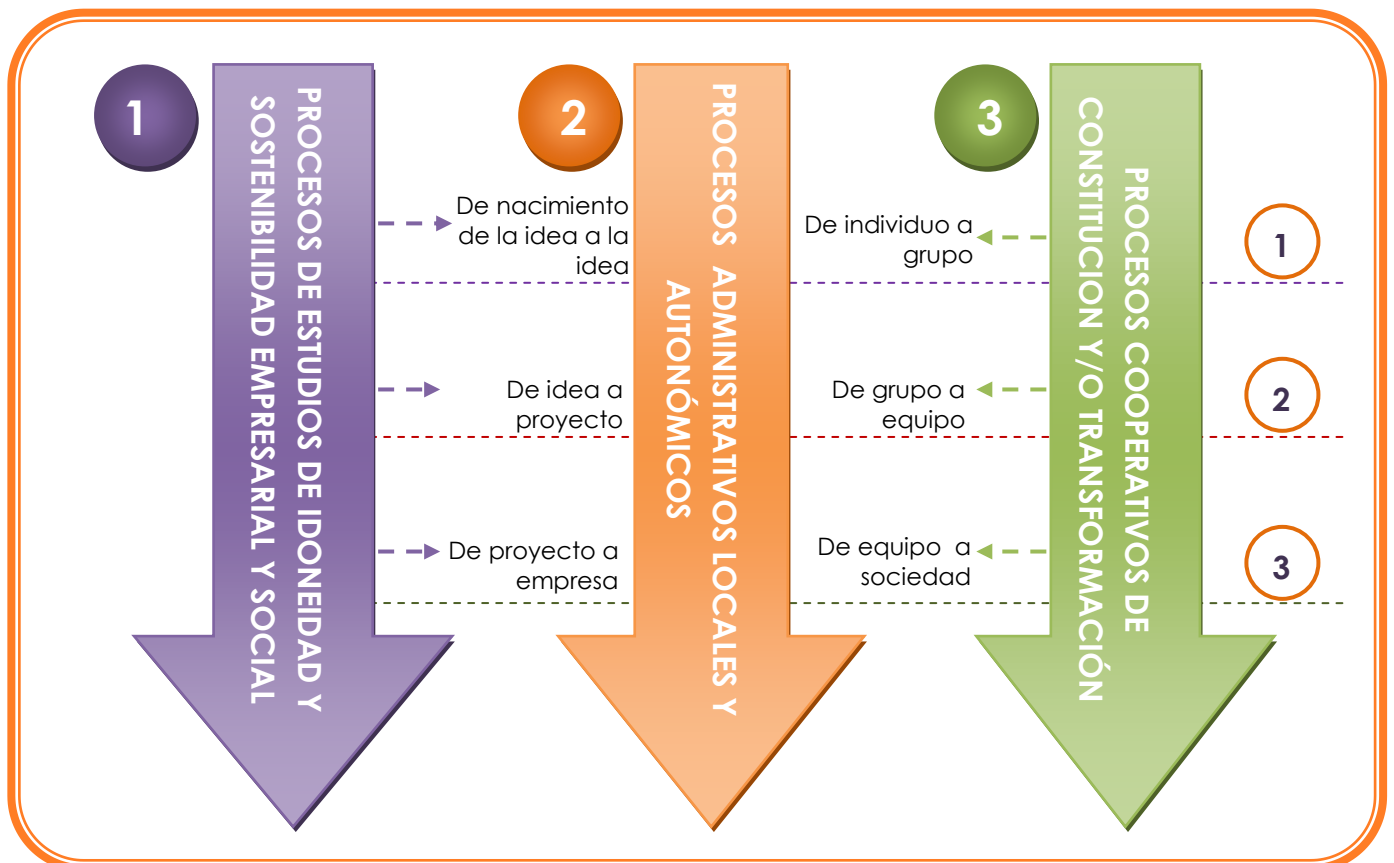 1
PROCESOS DE ESTUDIOS DE IDONEIDAD Y
SOSTENIBILIDAD EMPRESARIAL Y SOCIAL
De nacimiento
de la idea a la
idea
De idea a
proyecto
De proyecto a
empresa
2
PROCESOS ADMINISTRATIVOS LOCALES Y
AUTONÓMICOS
De individuo a
grupo
De grupo a
equipo
De equipo a
sociedad
3
PROCESOS COOPERATIVOS DE
CONSTITUCION Y/O TRANSFORMACIÓN
1
2
3